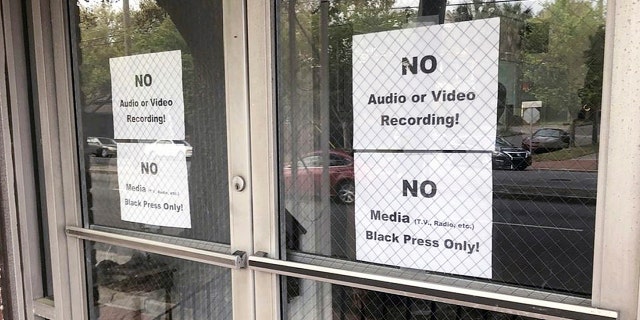 NO
Audio or Video
Recording!
NO
Media (T.V., Radio, etc.)
Black Press Only!
NO
Audio or Video
Recording!
NO
Media (T.V., Radio, etc.)
Black Press Only!